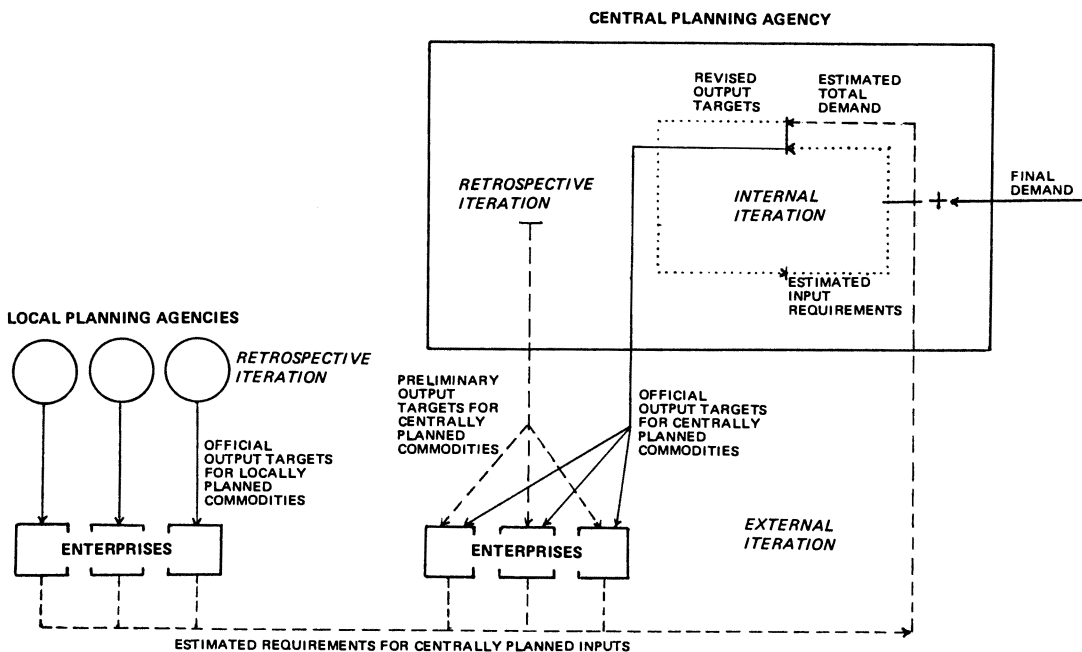 CENTRAL PLANNING AGENCY
REVISED
OUTPUT
TARGETS
ESTIMATED
TOTAL
DEMAND
RETROSPECTIVE
ITERATION
INTERNAL
ITERATION
FINAL
DEMAND
ESTIMATED
INPUT
REQUIREMENTS
LOCAL PLANNING AGENCIES
RETROSPECTIVE
ITERATION
PRELIMINARY
OUTPUT
TARGETS FOR
CENTRALLY
PLANNED
COMMODITIES
OFFICIAL
OUTPUT TARGETS
FOR CENTRALLY
PLANNED
COMMODITIES
OFFICIAL
OUTPUT TARGETS
FOR LOCALLY
PLANNED
COMMODITIES
ENTERPRISES
ENTERPRISES
EXTERNAL
ITERATION
ESTIMATED REQUIREMENTS FOR CENTRALLY PLANNED INPUTS